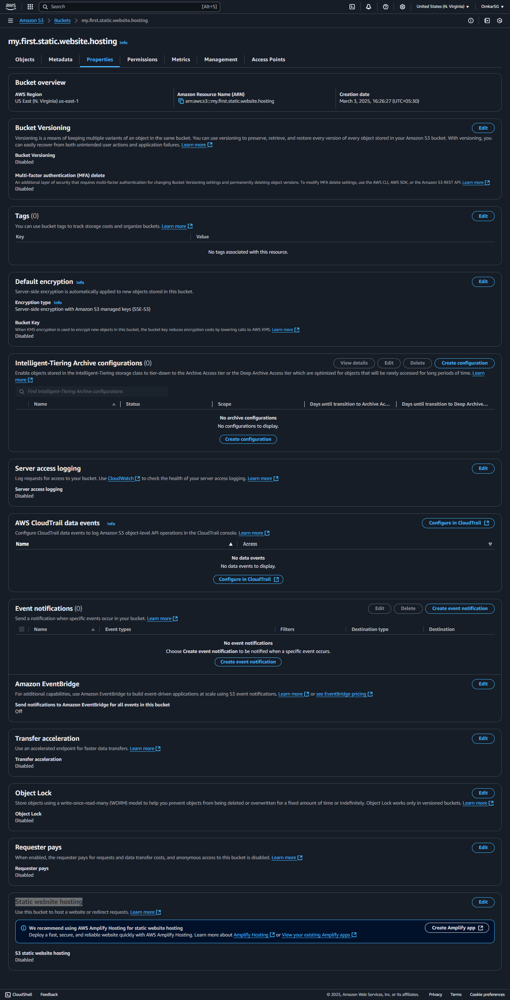 aws
Search [Alt+S]
United States (N. Virginia)
OmkarSG
Amazon S3 > Buckets > my.first.static.website.hosting
my.first.static.website.hosting Info
Objects Metadata Properties Permissions Metrics Management Access Points
Bucket overview
AWS Region
US East (N. Virginia) us-east-1
Amazon Resource Name (ARN)
arn:aws:s3:::my.first.static.website.hosting
Creation date
March 3, 2025, 16:26:27 (UTC+05:30)
Bucket Versioning
Edit
Versioning is a means of keeping multiple variants of an object in the same bucket. You can use versioning to preserve, retrieve, and restore every version of every object stored in your Amazon S3 bucket. With versioning, you
can easily recover from both unintended user actions and application failures. Learn more
Bucket Versioning
Disabled
Multi-factor authentication (MFA) delete
An additional layer of security that requires multi-factor authentication for changing Bucket Versioning settings and permanently deleting object versions. To modify MFA delete settings, use the AWS CLI, AWS SDK, or the Amazon S3 REST API. Learn more
Disabled
Tags (0)
Edit
You can use bucket tags to track storage costs and organize buckets. Learn more
Key Value
No tags associated with this resource.
Default encryption Info
Edit
Server-side encryption is automatically applied to new objects stored in this bucket.
Encryption type Info
Server-side encryption with Amazon S3 managed keys (SSE-S3)
Bucket Key
When KMS encryption is used to encrypt new objects in this bucket, the bucket key reduces encryption costs by lowering calls to AWS KMS. Learn more
Disabled
Intelligent-Tiering Archive configurations (0)
View details Edit Delete Create configuration
Enable objects stored in the Intelligent-Tiering storage class to tier-down to the Archive Access tier or the Deep Archive Access tier which are optimized for objects that will be rarely accessed for long periods of time. Learn
more
Find Intelligent-Tiering Archive configurations
Name Status Scope Days until transition to Archive Ac... Days until transition to Deep Archive...
No archive configurations
No configurations to display.
Create configuration
Server access logging
Edit
Log requests for access to your bucket. Use CloudWatch to check the health of your server access logging. Learn more
Server access logging
Disabled
AWS CloudTrail data events Info
Configure in CloudTrail
Configure CloudTrail data events to log Amazon S3 object-level API operations in the CloudTrail console. Learn more
Name Access
No data events
No data events to display.
Configure in CloudTrail
Event notifications (0)
Edit Delete Create event notification
Send a notification when specific events occur in your bucket. Learn more
Name Event types Filters Destination type Destination
No event notifications
Choose Create event notification to be notified when a specific event occurs.
Create event notification
Amazon EventBridge
Edit
For additional capabilities, use Amazon EventBridge to build event-driven applications at scale using S3 event notifications. Learn more or see EventBridge pricing
Send notifications to Amazon EventBridge for all events in this bucket
Off
Transfer acceleration
Edit
Use an accelerated endpoint for faster data transfers. Learn more
Transfer acceleration
Disabled
Object Lock
Edit
Store objects using a write-once-read-many (WORM) model to help you prevent objects from being deleted or overwritten for a fixed amount of time or indefinitely. Object Lock works only in versioned buckets. Learn more
Object Lock
Disabled
Requester pays
Edit
When enabled, the requester pays for requests and data transfer costs, and anonymous access to this bucket is disabled. Learn more
Requester pays
Disabled
Static website hosting
Edit
Use this bucket to host a website or redirect requests. Learn more
We recommend using AWS Amplify Hosting for static website hosting
Deploy a fast, secure, and reliable website quickly with AWS Amplify Hosting. Learn more about Amplify Hosting or View your existing Amplify apps
Create Amplify app
S3 static website hosting
Disabled
CloudShell Feedback
© 2025, Amazon Web Services, Inc. or its affiliates. Privacy Terms Cookie preferences